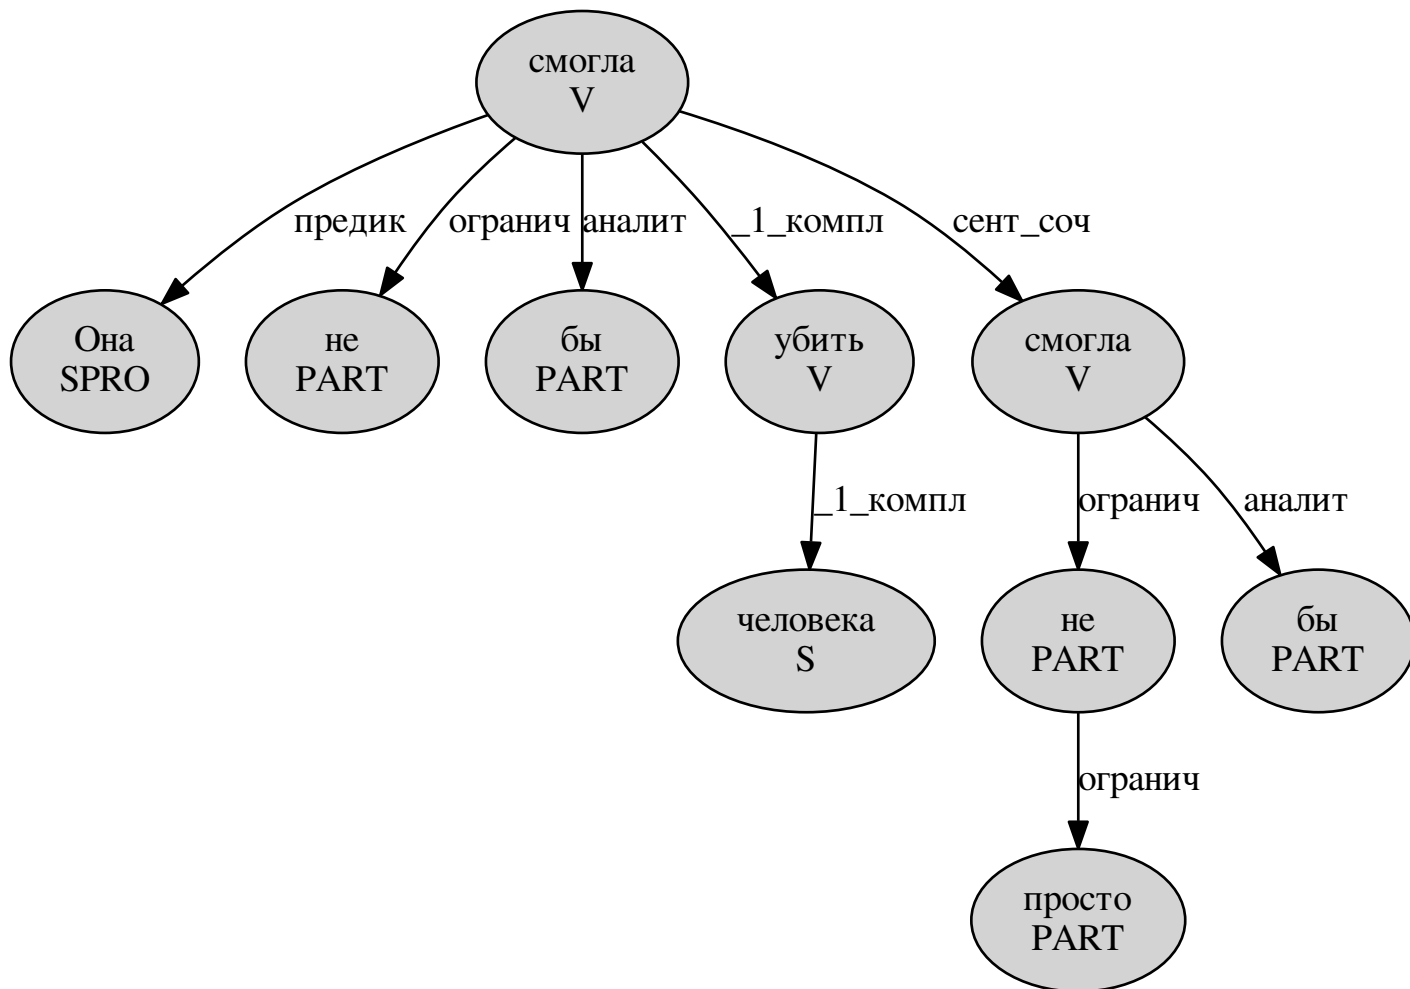 смогла
V
предик
огранич
аналит
_1_компл
сент_соч
Она
SPRO
не
PART
бы
PART
убить
V
смогла
V
_1_компл
огранич
аналит
человека
S
не
PART
бы
PART
огранич
просто
PART